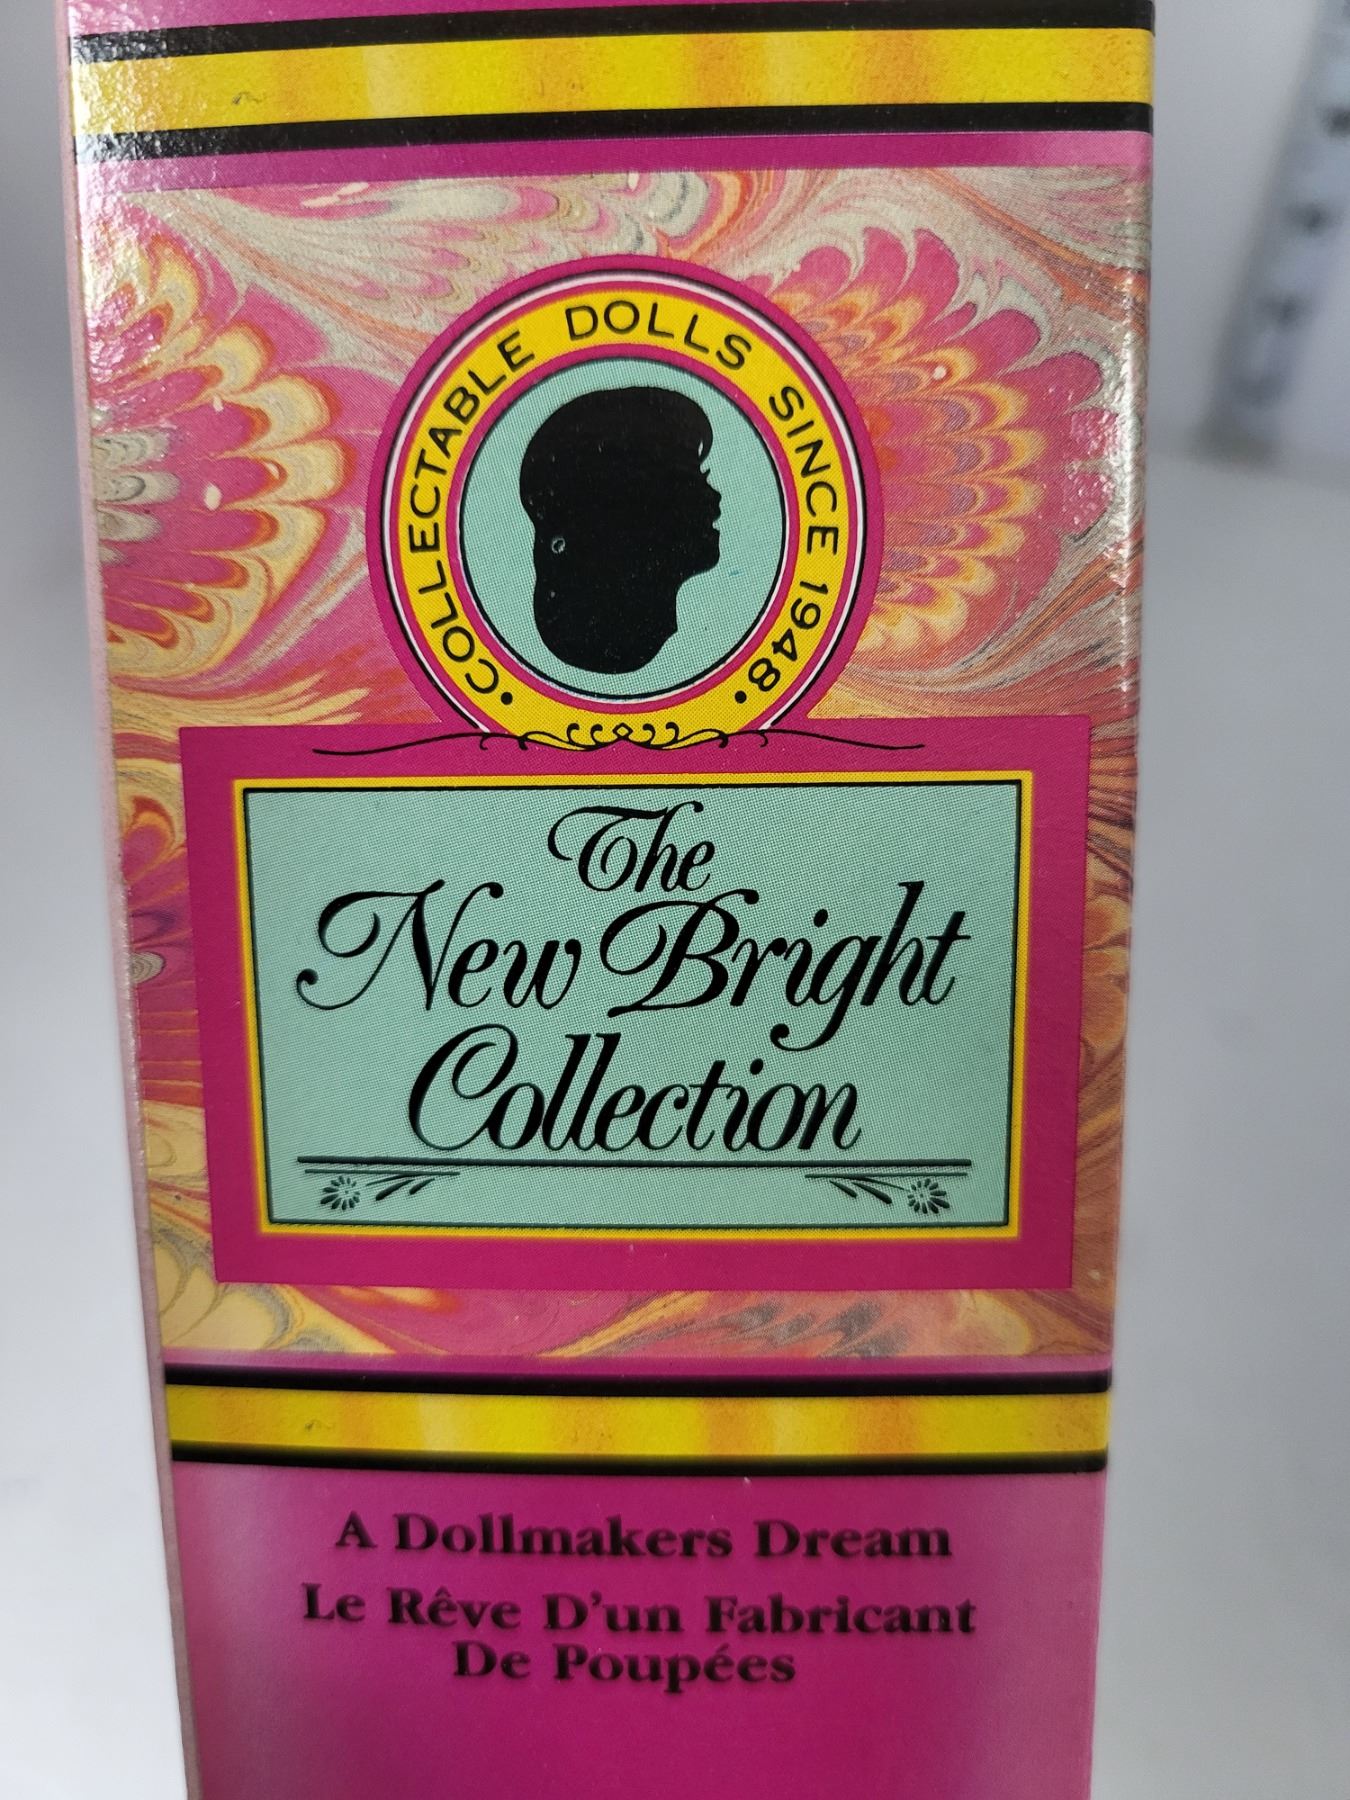 • COLLECTABLE DOLLS SINCE 1948 •
The
New Bright
Collection
A Dollmakers Dream
Le Rêve D'un Fabricant
De Poupées